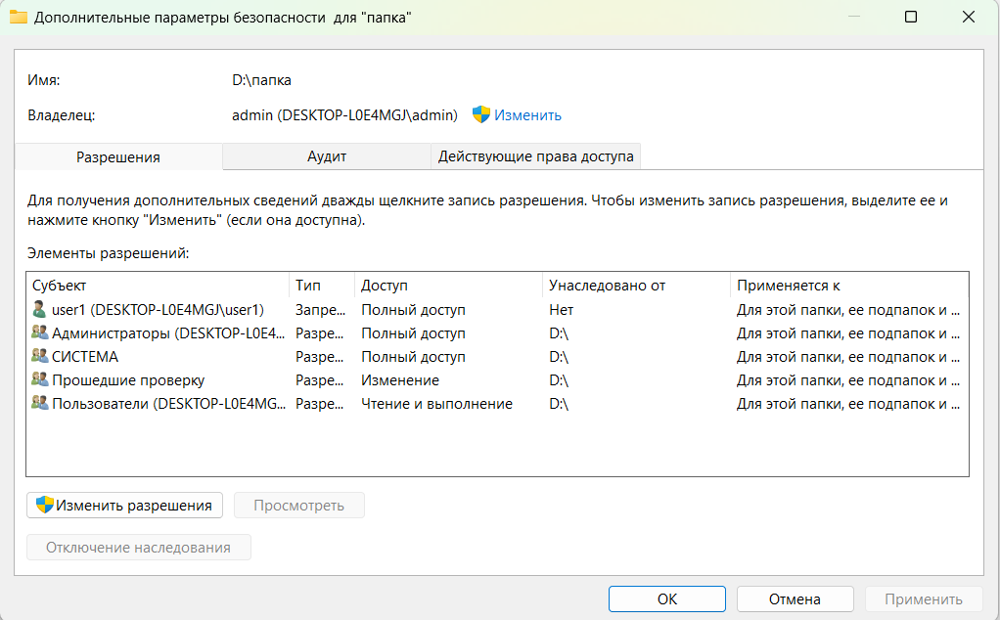 Дополнительные параметры безопасности для "папка"
Имя: D:\папка
Владелец: admin (DESKTOP-L0E4MGJ\admin) Изменить
Разрешения Аудит Действующие права доступа
Для получения дополнительных сведений дважды щелкните запись разрешения. Чтобы изменить запись разрешения, выделите ее и
нажмите кнопку "Изменить" (если она доступна).
Элементы разрешений:
Субъект Тип Доступ Унаследовано от Применяется к
user1 (DESKTOP-L0E4MGJ\user1) Запре... Полный доступ Нет Для этой папки, ее подпапок и ...
Администраторы (DESKTOP-L0E4... Разре... Полный доступ D:\ Для этой папки, ее подпапок и ...
СИСТЕМА Разре... Полный доступ D:\ Для этой папки, ее подпапок и ...
Прошедшие проверку Разре... Изменение D:\ Для этой папки, ее подпапок и ...
Пользователи (DESKTOP-L0E4MG... Разре... Чтение и выполнение D:\ Для этой папки, ее подпапок и ...
Изменить разрешения Просмотреть
Отключение наследования
ОК Отмена Применить